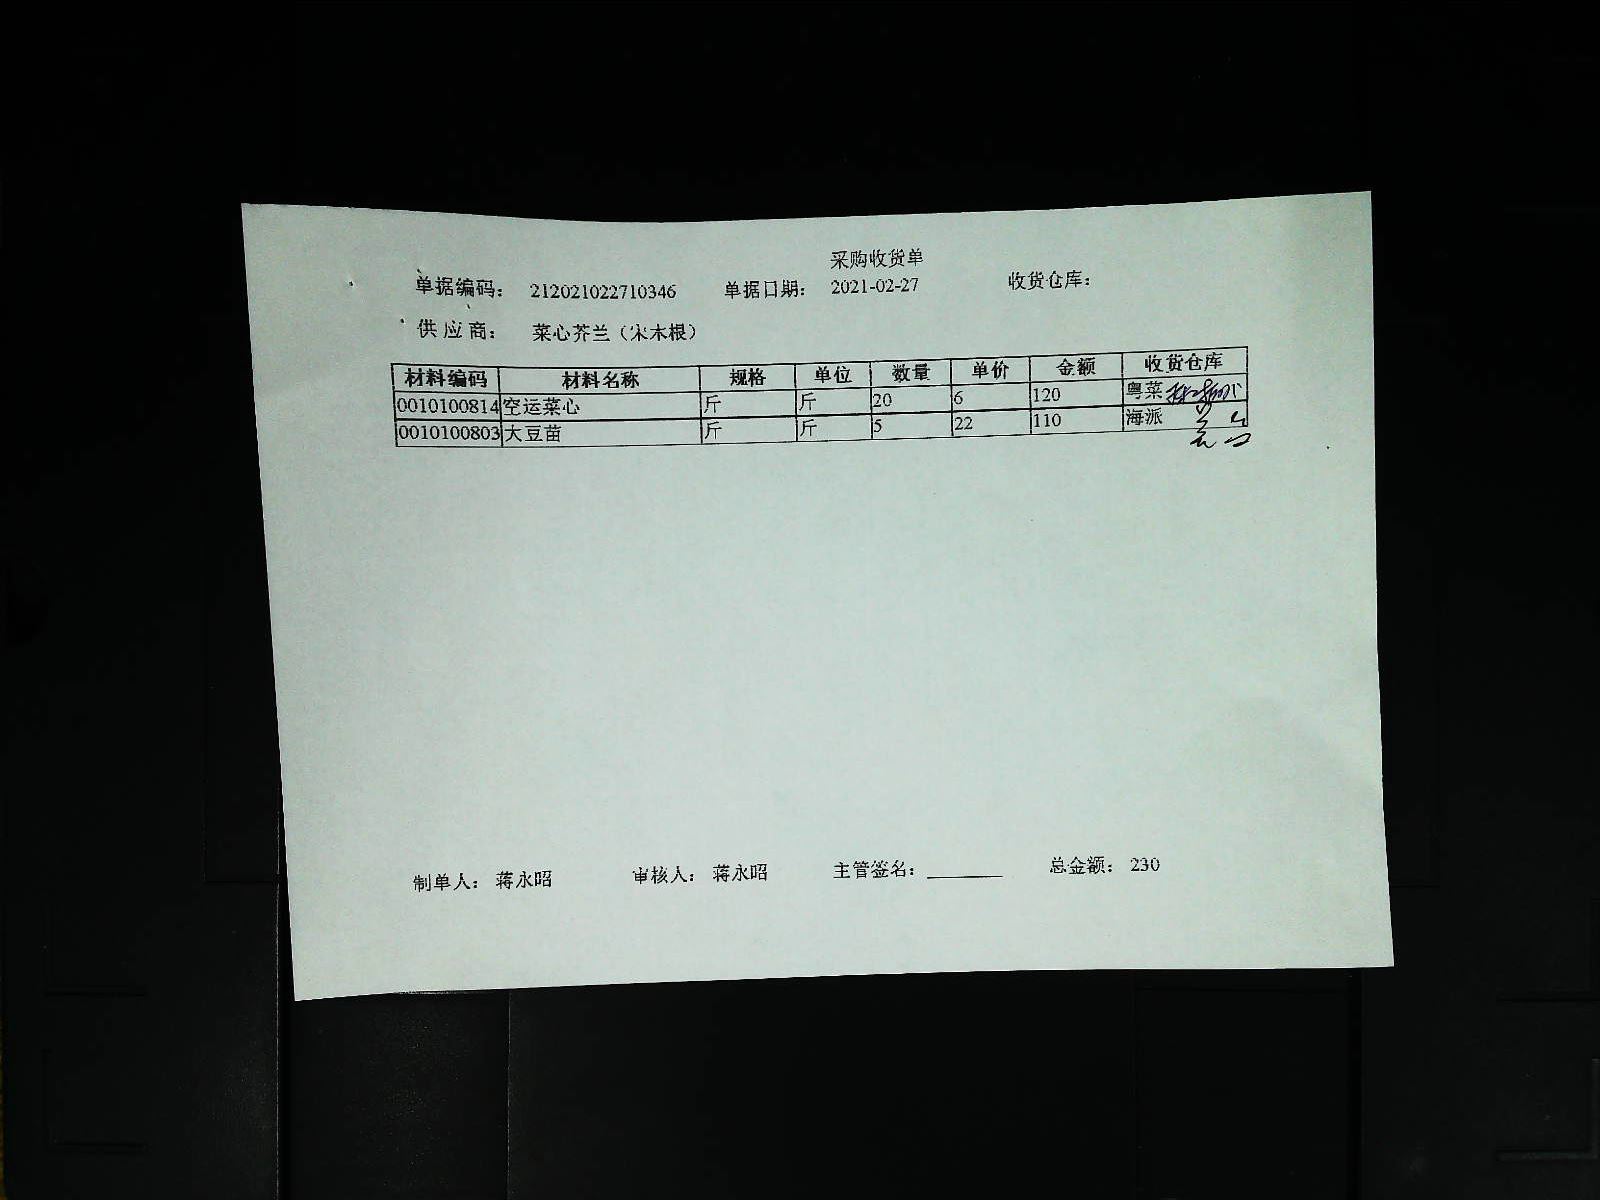 采购收货单
单据编码： 212021022710346 单据日期： 2021-02-27 收货仓库：
供应商： 菜心芥兰（宋木根）
材料编码 材料名称 规格 单位 数量 单价 金额 收货仓库
0010100814 空运菜心 斤 斤 20 6 120 粤菜
0010100803 大豆苗 斤 斤 5 22 110 海派
制单人： 蒋永昭 审核人： 蒋永昭 主管签名： 总金额： 230